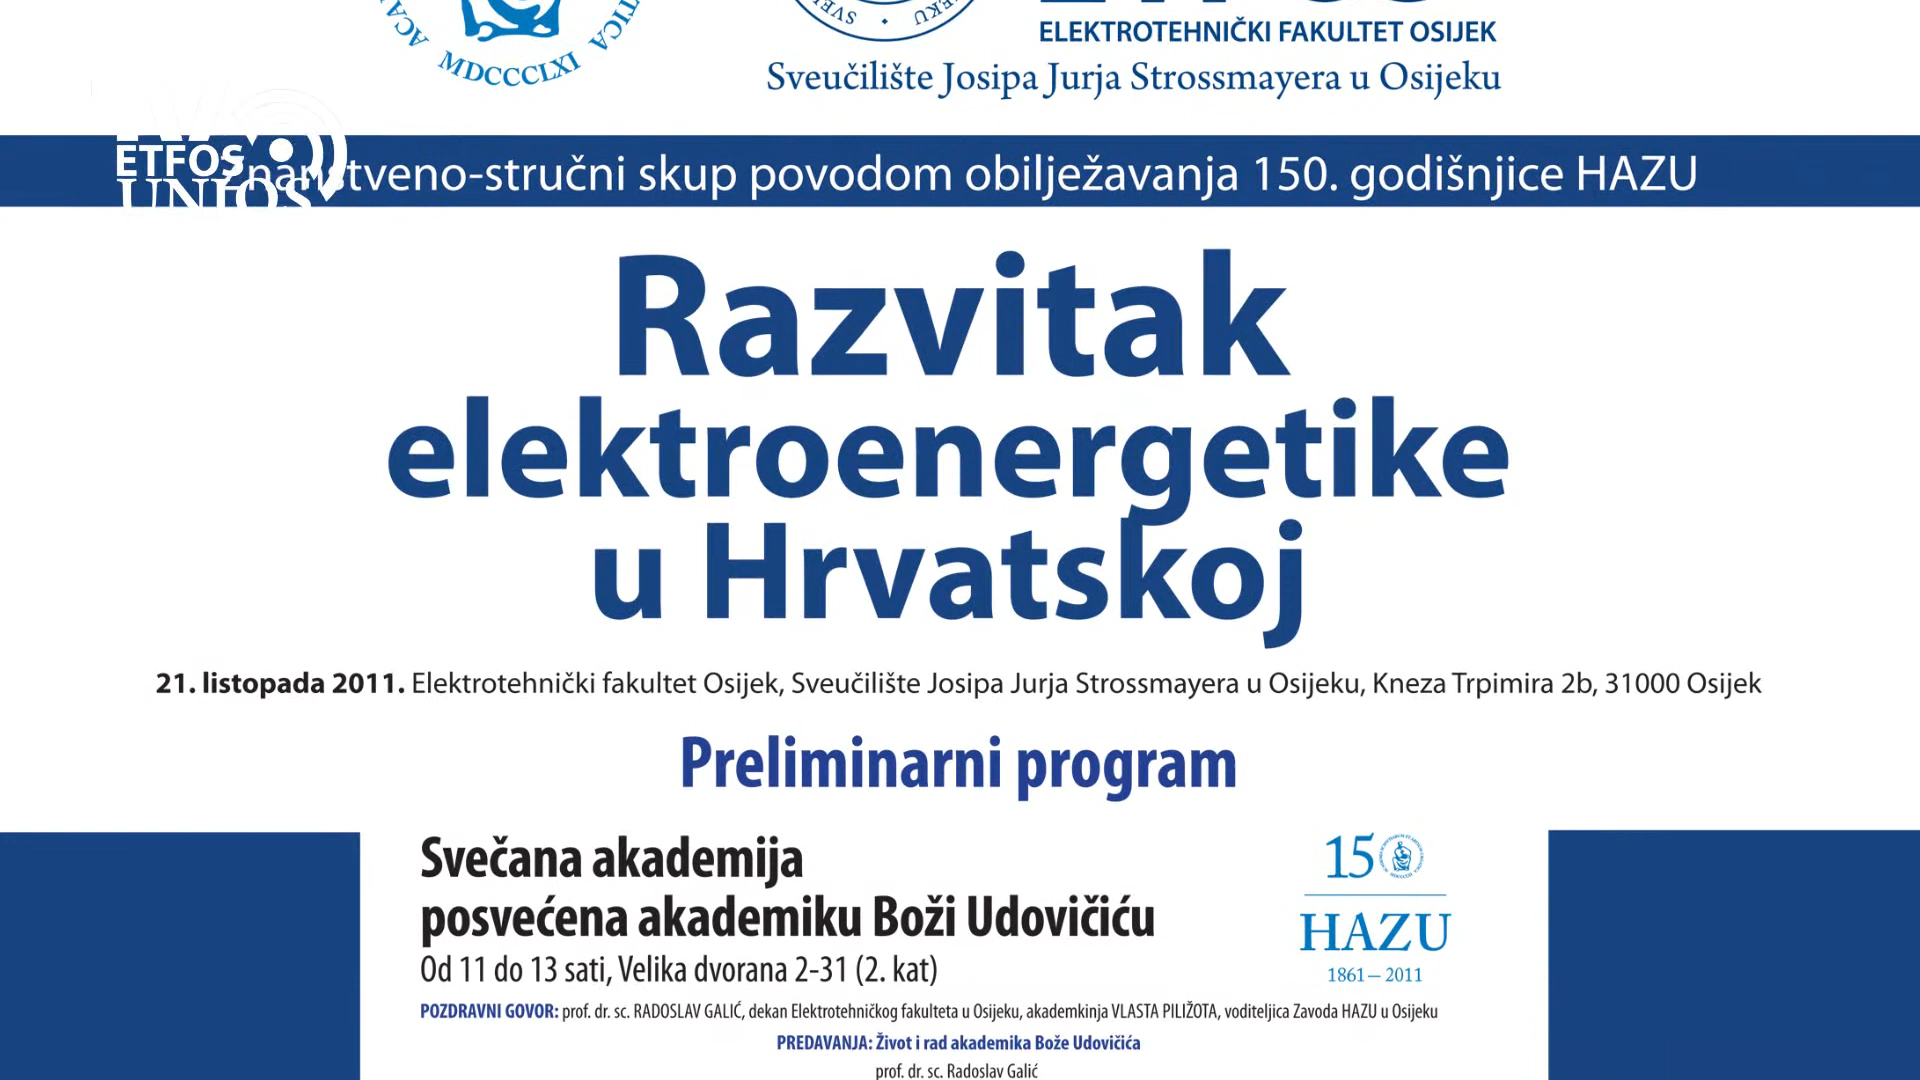 MDCCCLXI
ELEKTROTEHNIČKI FAKULTET OSIJEK
Sveučilište Josipa Jurja Strossmayera u Osijeku
ETFOS
UNIOS
Znanstveno-stručni skup povodom obilježavanja 150. godišnjice HAZU
Razvitak
elektroenergetike
u Hrvatskoj
21. listopada 2011. Elektrotehnički fakultet Osijek, Sveučilište Josipa Jurja Strossmayera u Osijeku, Kneza Trpimira 2b, 31000 Osijek
Preliminarni program
Svečana akademija
posvećena akademiku Boži Udovičiću
Od 11 do 13 sati, Velika dvorana 2-31 (2. kat)
150
HAZU
1861– 2011
POZDRAVNI GOVOR: prof. dr. sc. RADOSLAV GALIĆ, dekan Elektrotehničkog fakulteta u Osijeku, akademkinja VLASTA PILIŽOTA, voditeljica Zavoda HAZU u Osijeku
PREDAVANJA: Život i rad akademika Bože Udovičića
prof. dr. sc. Radoslav Galić